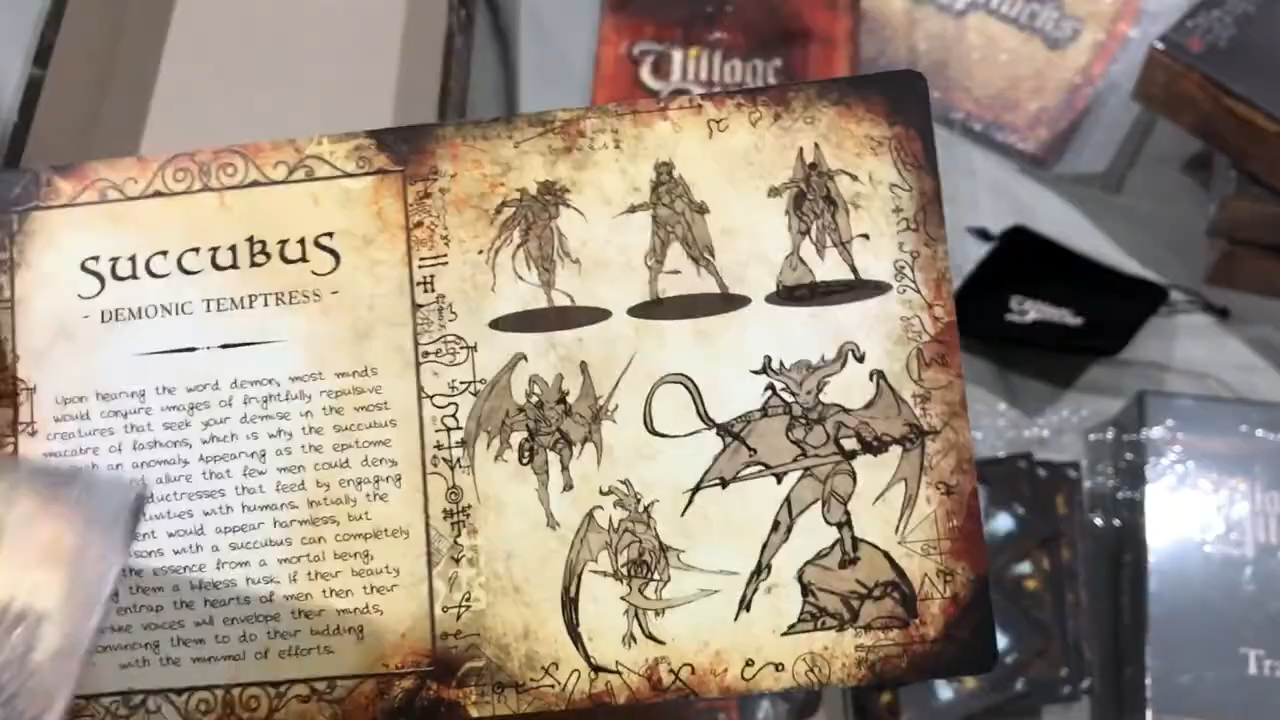 Village
SUCCUBUS
- DEMONIC TEMPTRESS -
Upon hearing the word demon, most minds
would conjure images of frightfully repulsive
creatures that seek your demise in the most
macabre of fashions, which is why the succubus
an anomaly. Appearing as the epitome
allure that few men could deny,
that feed by engaging
with humans. Initially the
would appear harmless, but
with a succubus can completely
the essence from a mortal being,
them a lifeless husk. If their beauty
entrap the hearts of men then their
voices will envelope their minds,
convincing them to do their bidding
with the minimal of efforts.